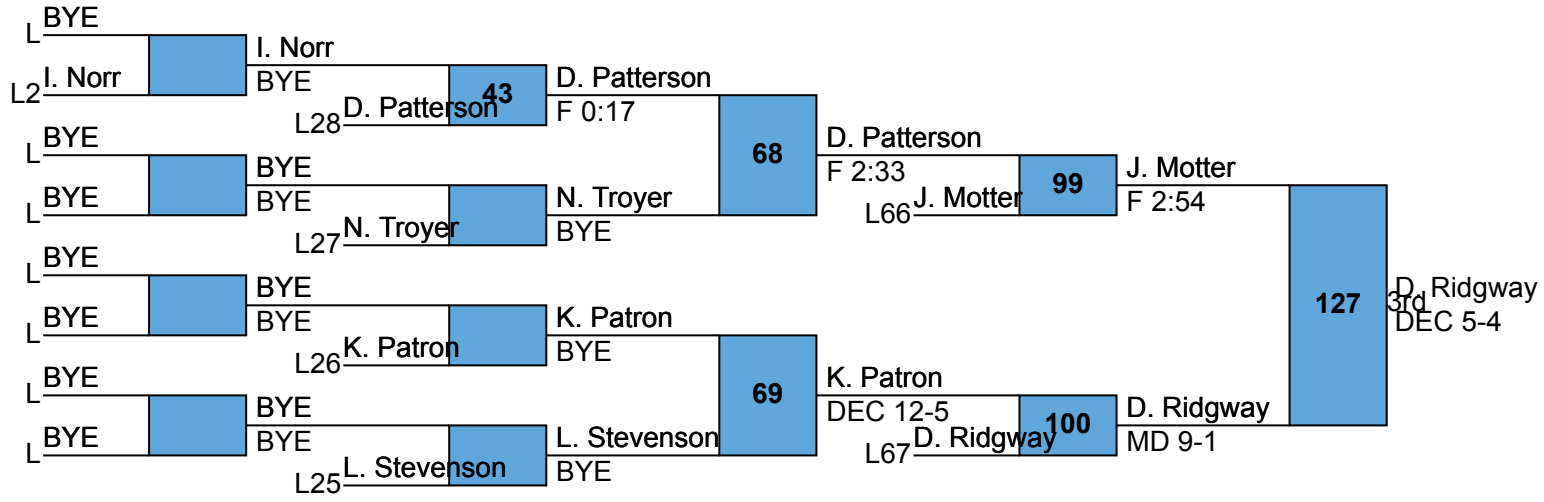 BYE
L
I. Norr
L2
I. Norr
BYE
43
D. Patterson
L28
D. Patterson
F 0:17
BYE
L
BYE
L
BYE
BYE
N. Troyer
L27
N. Troyer
BYE
68
D. Patterson
F 2:33
J. Motter
L66
99
J. Motter
F 2:54
BYE
L
BYE
L
BYE
BYE
K. Patron
L26
K. Patron
BYE
BYE
L
BYE
L
BYE
BYE
L. Stevenson
L25
L. Stevenson
BYE
69
K. Patron
DEC 12-5
D. Ridgway
L67
100
D. Ridgway
MD 9-1
127
3rd
D. Ridgway
DEC 5-4